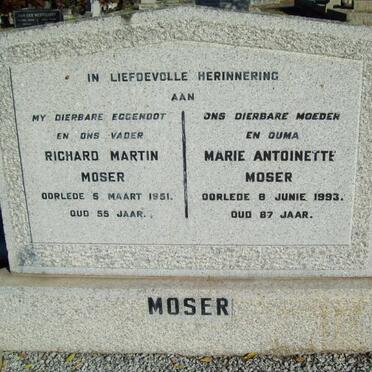 IN LIEFDEVOLLE HERINNERING
AAN
MY DIERBARE EGGENOOT
EN ONS VADER
RICHARD MARTIN
MOSER
OORLEDE 5 MAART 1951.
OUD 55 JAAR.
ONS DIERBARE MOEDER
EN OUMA
MARIE ANTOINETTE
MOSER
OORLEDE 8 JUNIE 1993.
OUD 87 JAAR.
MOSER